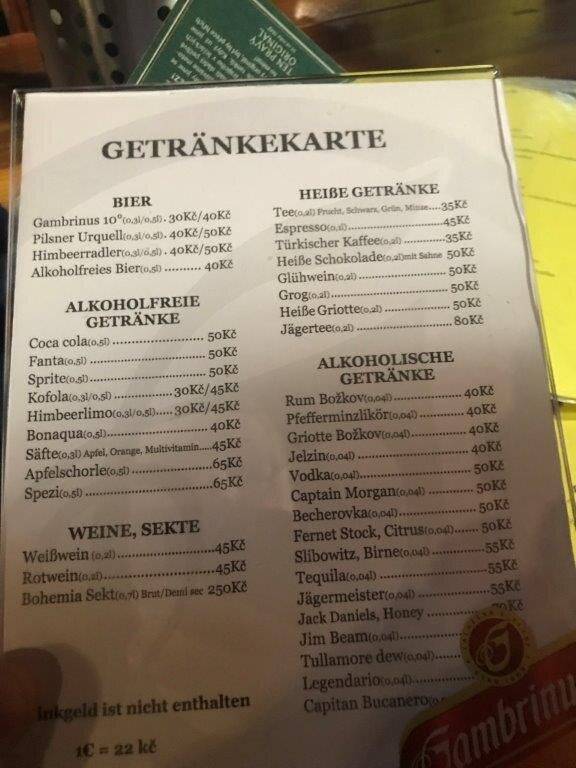 TEN PRAVÝ
ORIGINAL
GETRÄNKEKARTE
BIER
Gambrinus 10°(0,3l/0,5l). 30Kč/40Kč
Pilsner Urquell(0,3l/0,5l). 40Kč/50Kč
Himbeerradler(0,3l/0,5l) . 40Kč/50Kč
Alkoholfreies Bier(0,5l) .......... 40Kč
ALKOHOLFREIE
GETRÄNKE
Coca cola(0,5l) ........................ 50Kč
Fanta(0,5l) ............................... 50Kč
Sprite(0,5l)............................... 50Kč
Kofola(0,3l/0,5l) ...............30Kč/45Kč
Himbeerlimo(0,3l/0,5l).....30Kč/45Kč
Bonaqua(0,5l)........................... 40Kč
Säfte(0,3l) Apfel, Orange, Multivitamin....45Kč
Apfelschorle(0,5l) .....................65Kč
Spezi(0,5l) ..................................65Kč
WEINE, SEKTE
Weißwein (0,2l)..........................45Kč
Rotwein(0,2l).............................45Kč
Bohemia Sekt(0,7l) Brut/Demi sec 250Kč
inkgeld ist nicht enthalten
1€ = 22 kč
HEIßE GETRÄNKE
Tee(0,2l) Frucht, Schwarz, Grün, Minze....35Kč
Espresso(0,1l)................................45Kč
Türkischer Kaffee(0,2l) ...............35Kč
Heiße Schokolade(0,2l)mit Sahne 50Kč
Glühwein(0,2l) ............................ 50Kč
Grog(0,2l).................................... 50Kč
Heiße Griotte(0,2l) ..................... 50Kč
Jägertee(0,2l) .............................. 80Kč
ALKOHOLISCHE
GETRÄNKE
Rum Božkov(0,04l)...................... 40Kč
Pfefferminzlikör(0,04l) ............... 40Kč
Griotte Božkov(0,04l).................. 40Kč
Jelzin(0,04l) ................................ 40Kč
Vodka(0,04l)................................ 50Kč
Captain Morgan(0,04l) ............... 50Kč
Becherovka(0,04l) ....................... 50Kč
Fernet Stock, Citrus(0,04l)......... 50Kč
Slibowitz, Birne(0,04l)................ 55Kč
Tequila(0,04l).............................. 55Kč
Jägermeister(0,04l) .................... 55Kč
Jack Daniels, Honey ................... 70Kč
Jim Beam(0,04l)
Tullamore dew(0,04l)
Legendario(0,04l)
Capitan Bucanero
Gambrinu